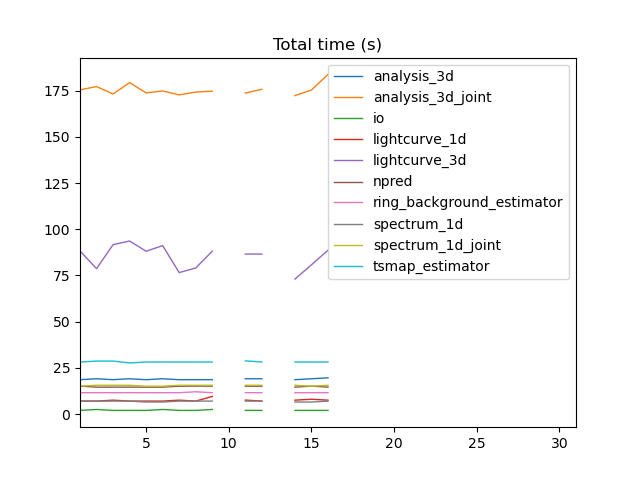 Total time (s)
175
150
125
100
75
50
25
0
analysis_3d
analysis_3d_joint
io
lightcurve_1d
lightcurve_3d
npred
ring_background_estimator
spectrum_1d
spectrum_1d_joint
tsmap_estimator
5 10 15 20 25 30